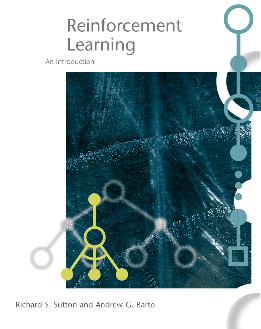 Reinforcement
Learning
An Introduction
Richard S. Sutton and Andrew G. Barto